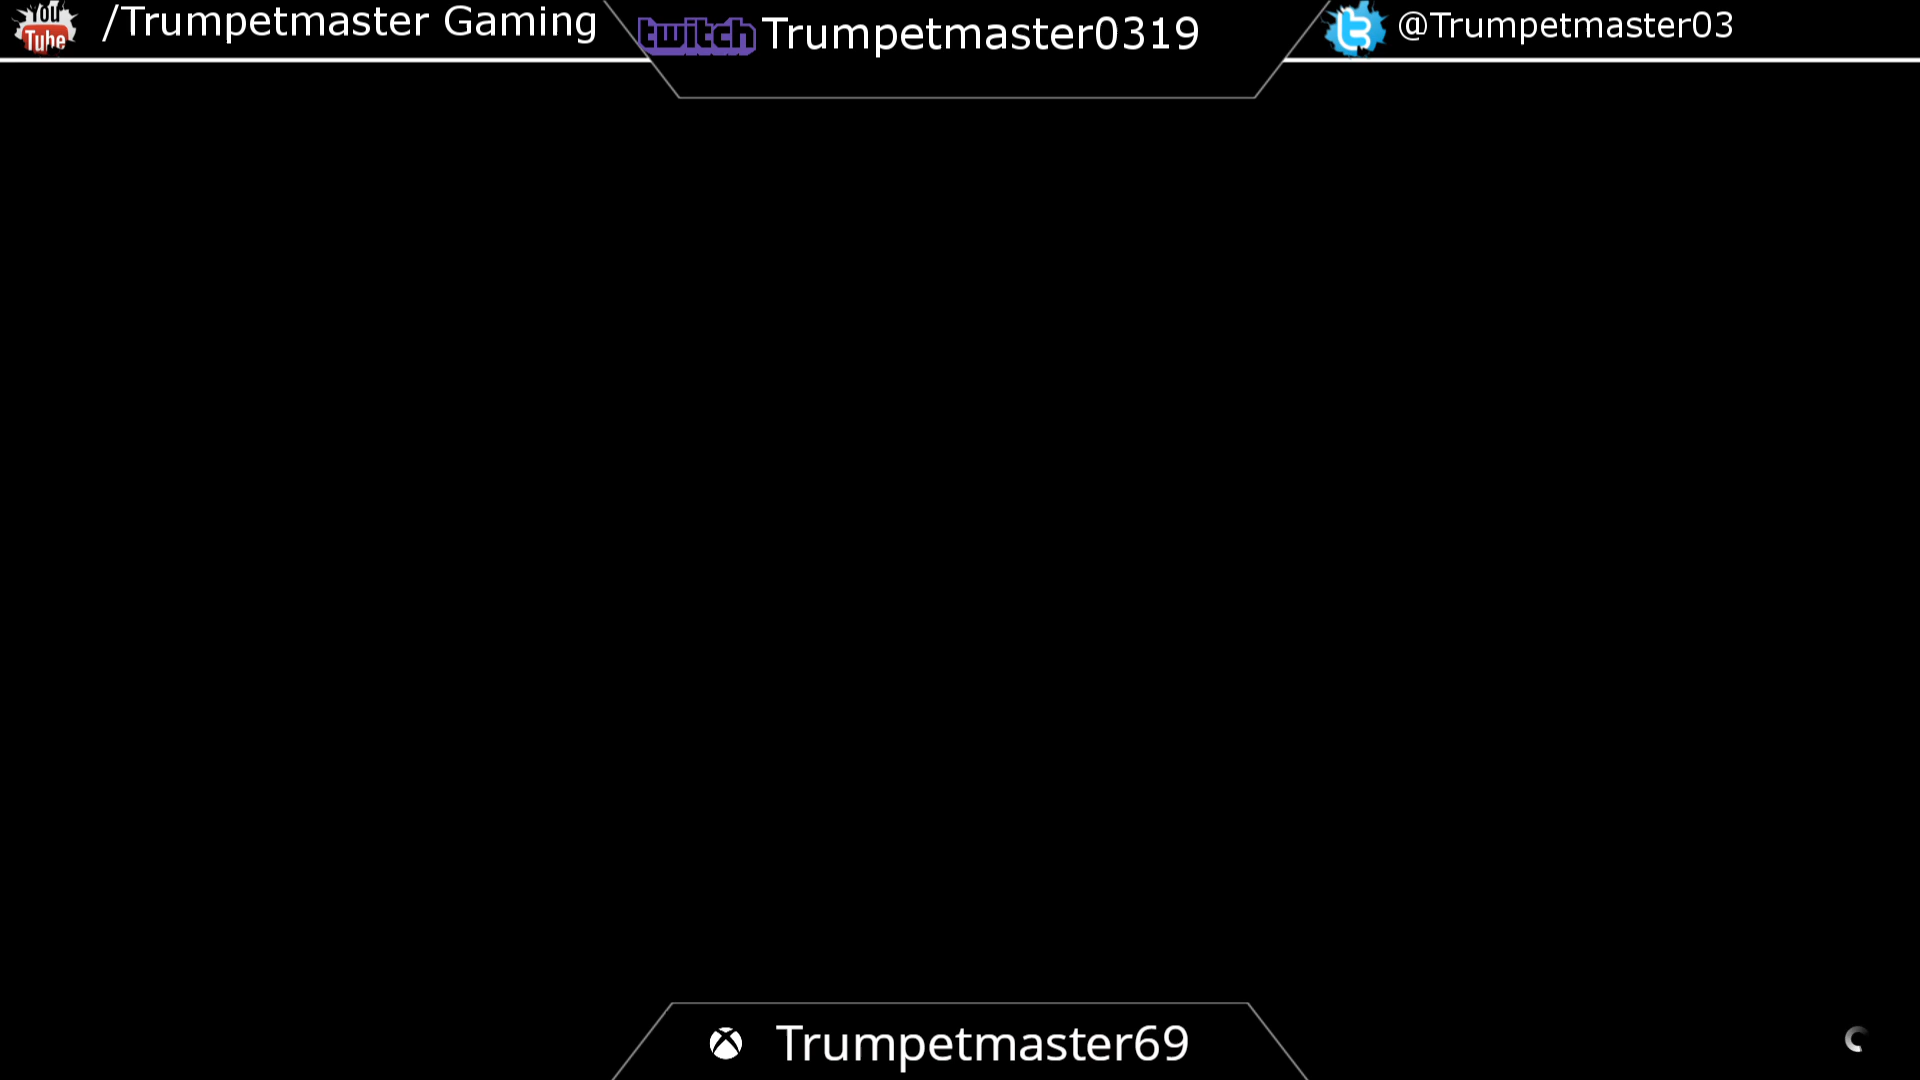 You Tube /Trumpetmaster Gaming
twitch Trumpetmaster0319
@Trumpetmaster03
Trumpetmaster69